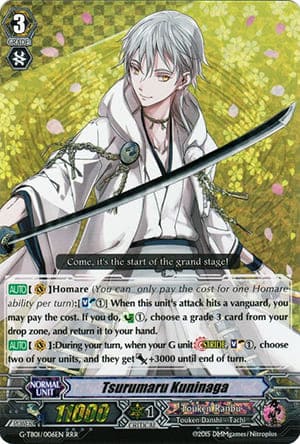 3
GRADE
Come, it's the start of the grand stage!
AUTO[ ]Homare (You can only pay the cost for one Homare
ability per turn):[ ①] When this unit's attack hits a vanguard, you
may pay the cost. If you do, ①, choose a grade 3 card from your
drop zone, and return it to your hand.
AUTO[ ]:During your turn, when your G unit STRIDE, ①, choose
two of your units, and they get +3000 until end of turn.
NORMAL
UNIT
Tsurumaru Kuninaga
11000
1
CRITICAL
Touken Ranbu
Touken Danshi - Tachi
G-TB01/006EN RRR
©2015 DMMgames/Nitroplus